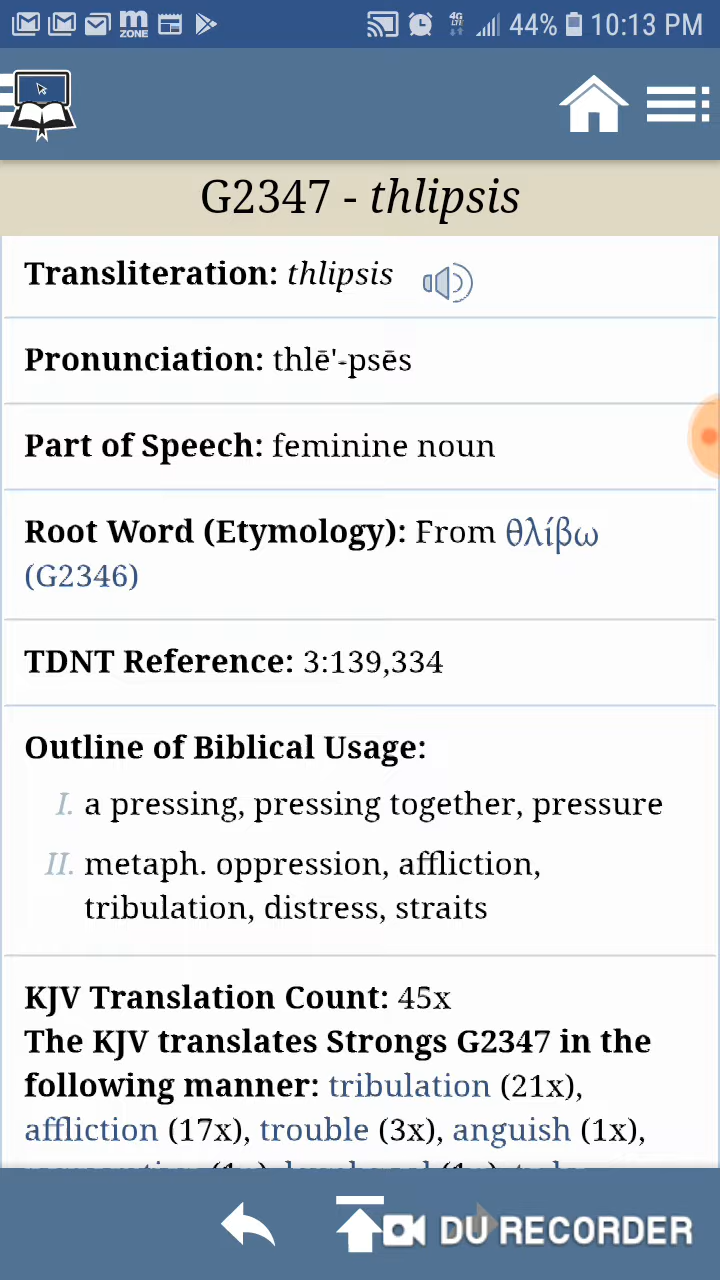 m
ZONE
4G
LTE
44%
10:13 PM
G2347 - thlipsis
Transliteration: thlipsis
Pronunciation: thlē'-psēs
Part of Speech: feminine noun
Root Word (Etymology): From θλίβω
(G2346)
TDNT Reference: 3:139,334
Outline of Biblical Usage:
I. a pressing, pressing together, pressure
II. metaph. oppression, affliction,
tribulation, distress, straits
KJV Translation Count: 45x
The KJV translates Strongs G2347 in the
following manner: tribulation (21x),
affliction (17x), trouble (3x), anguish (1x),
DU RECORDER